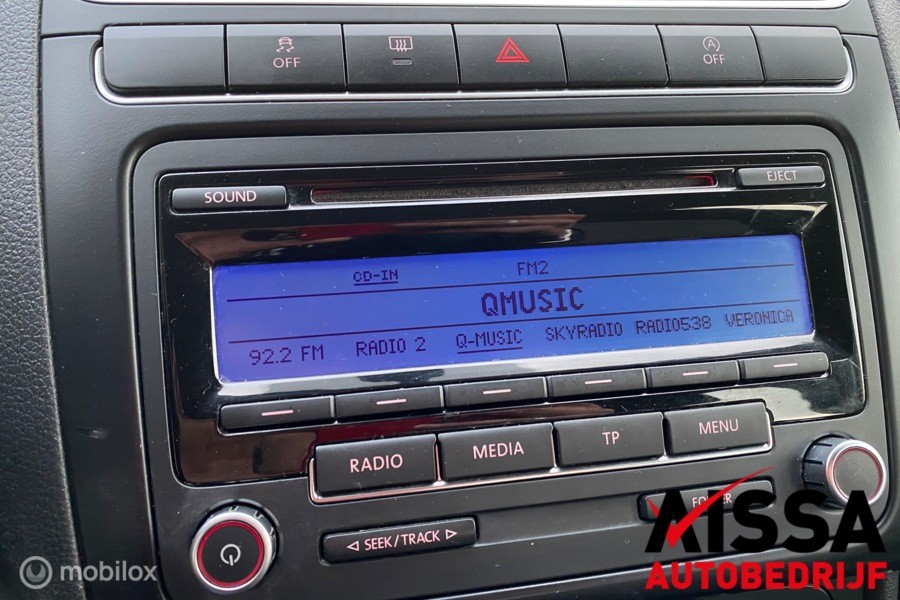 OFF
A
OFF
SOUND
EJECT
CD-IN FM2
QMUSIC
92.2 FM RADIO 2 Q-MUSIC SKYRADIO RADIO538 VERONICA
RADIO MEDIA TP MENU
SEEK/TRACK
AISSA
AUTOBEDRIJF
mobilox